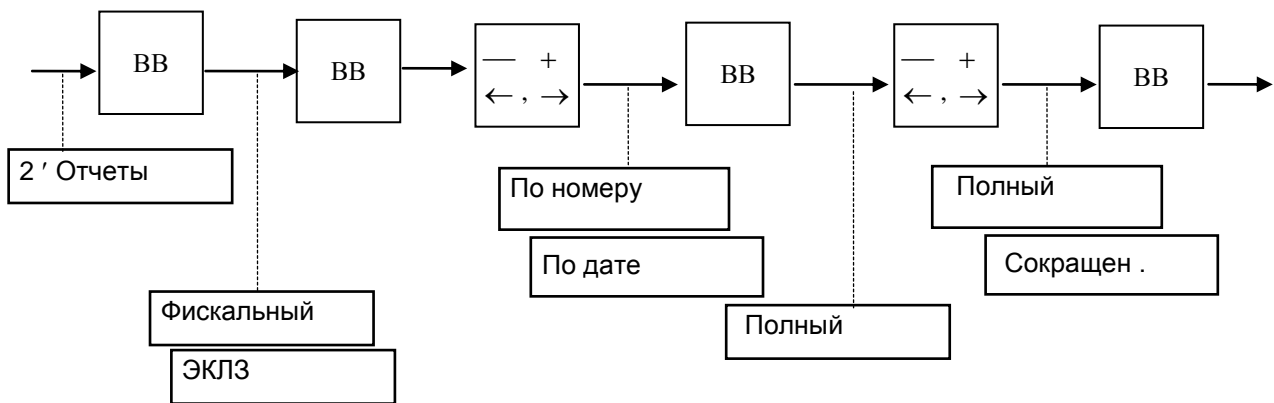 ВВ
ВВ
— +
← , →
ВВ
— +
← , →
ВВ
2 ′ Отчеты
По номеру
Полный
По дате
Сокращен .
Фискальный
Полный
ЭКЛЗ